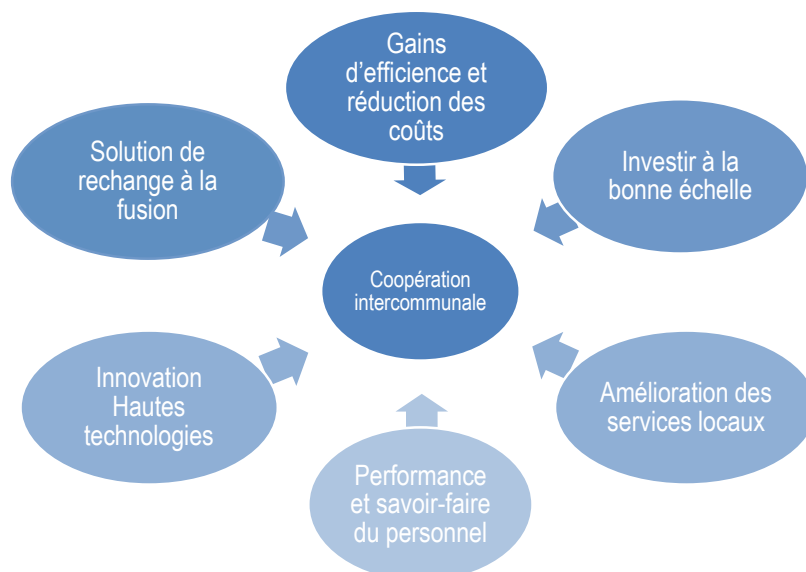 Gains
d’efficience et
réduction des
coûts
Solution de
rechange à la
fusion
Investir à la
bonne échelle
Coopération
intercommunale
Innovation
Hautes
technologies
Amélioration des
services locaux
Performance
et savoir-faire
du personnel